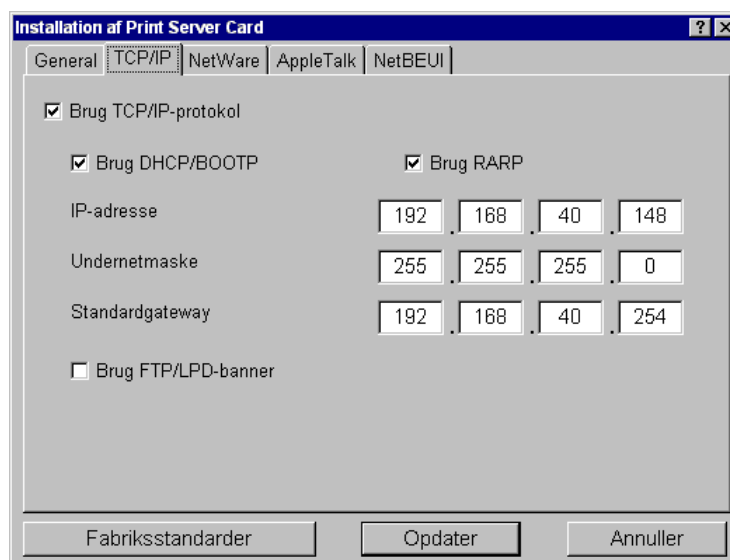 Installation af Print Server Card
General TCP/IP NetWare AppleTalk NetBEUI
Brug TCP/IP-protokol
Brug DHCP/BOOTP Brug RARP
IP-adresse 192 . 168 . 40 . 148
Undernetmaske 255 . 255 . 255 . 0
Standardgateway 192 . 168 . 40 . 254
Brug FTP/LPD-banner
Fabriksstandarder Opdater Annuller